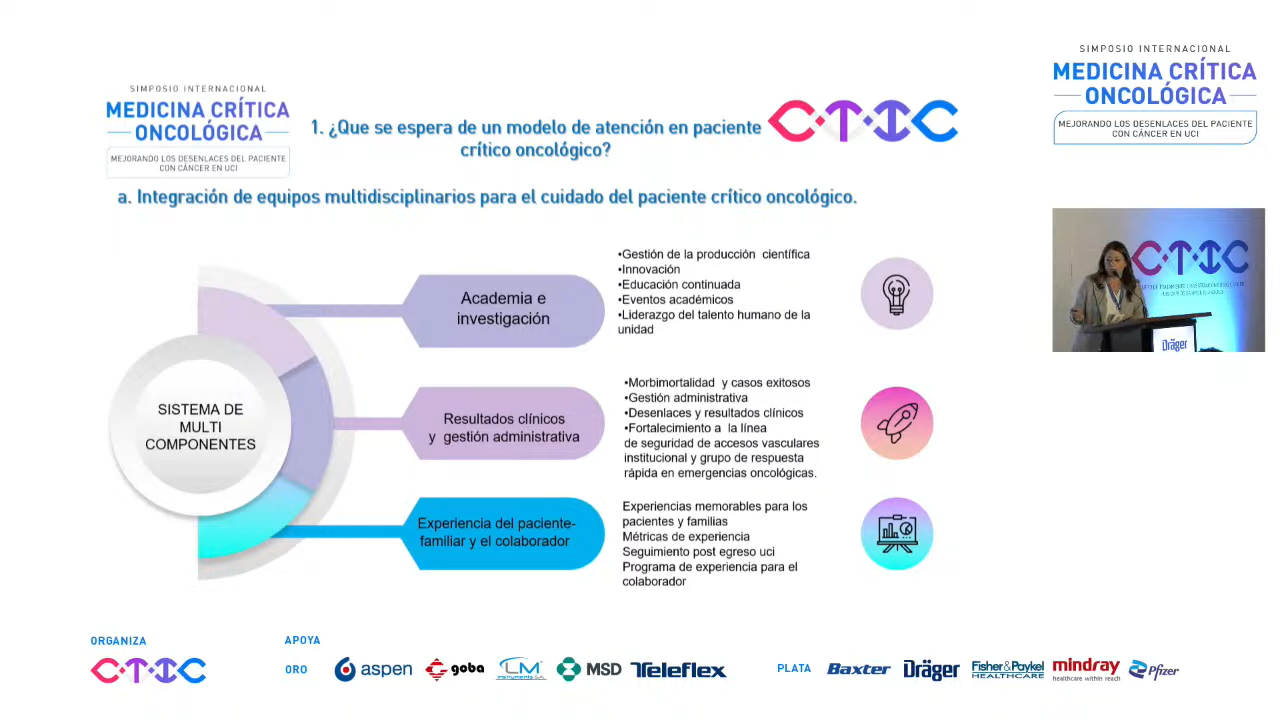 SIMPOSIO INTERNACIONAL
MEDICINA CRÍTICA
ONCOLÓGICA
MEJORANDO LOS DESENLACES DEL PACIENTE
CON CÁNCER EN UCI
1. ¿Que se espera de un modelo de atención en paciente
crítico oncológico?
CTIC
SIMPOSIO INTERNACIONAL
MEDICINA CRÍTICA
ONCOLÓGICA
MEJORANDO LOS DESENLACES DEL PACIENTE
CON CÁNCER EN UCI
a. Integración de equipos multidisciplinarios para el cuidado del paciente crítico oncológico.
SISTEMA DE
MULTI
COMPONENTES
Academia e
investigación
•Gestión de la producción científica
•Innovación
•Educación continuada
•Eventos académicos
•Liderazgo del talento humano de la
unidad
Resultados clínicos
y gestión administrativa
•Morbimortalidad y casos exitosos
•Gestión administrativa
•Desenlaces y resultados clínicos
•Fortalecimiento a la línea
de seguridad de accesos vasculares
institucional y grupo de respuesta
rápida en emergencias oncológicas.
Experiencia del paciente-
familiar y el colaborador
Experiencias memorables para los
pacientes y familias
Métricas de experiencia
Seguimiento post egreso uci
Programa de experiencia para el
colaborador
CTIC
Dräger
ORGANIZA
CTIC
APOYA
ORO
aspen
goba
LM
instruments S.A.
MSD
Teleflex
PLATA
Baxter
Dräger
Fisher & Paykel
HEALTHCARE
mindray
healthcare within reach
Pfizer